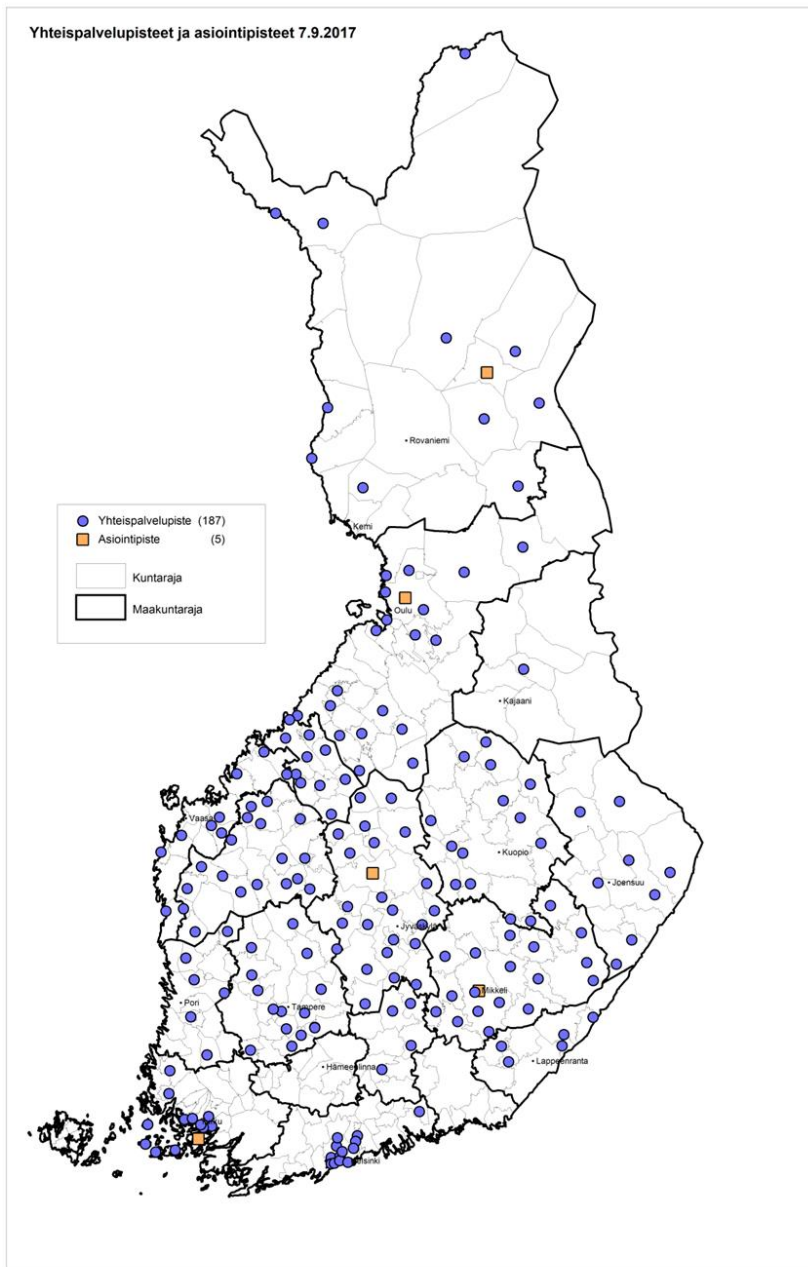 Yhteispalvelupisteet ja asiointipisteet 7.9.2017
Rovaniemi
Yhteispalvelupiste (187)
Asiointipiste (5)
Kuntaraja
Maakuntaraja
Kemi
Oulu
Kajaani
Vaasa
Kuopio
Joensuu
Jyväskylä
Mikkeli
Pori
Tampere
Lappeenranta
Hämeenlinna